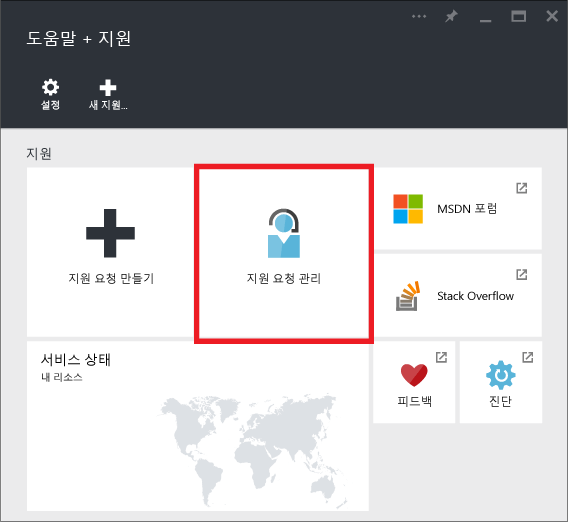 도움말 + 지원
설정
새 지원...
지원
지원 요청 만들기
지원 요청 관리
MSDN 포럼
Stack Overflow
서비스 상태
내 리소스
피드백
진단